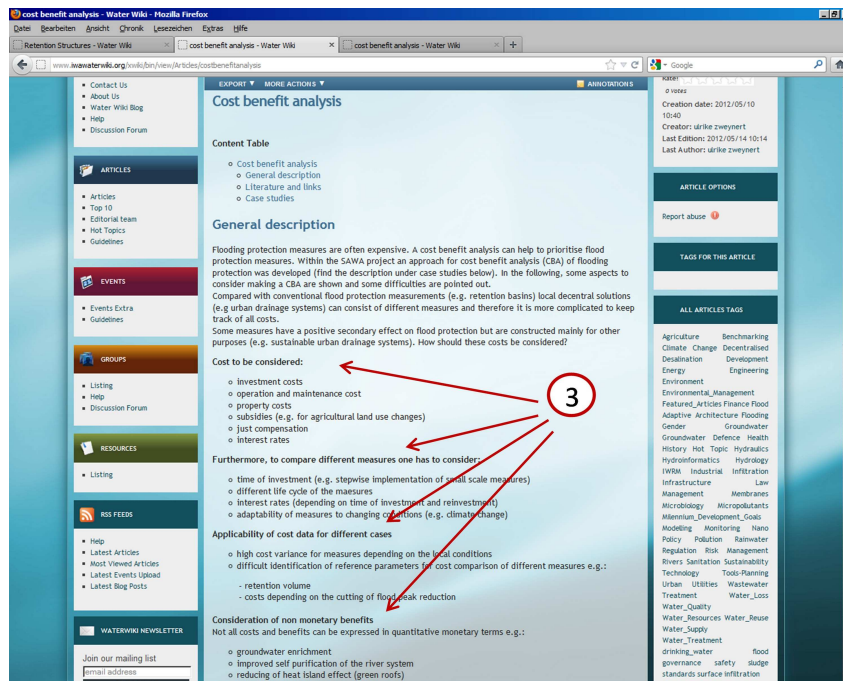 cost benefit analysis - Water Wiki - Mozilla Firefox
Datei Bearbeiten Ansicht Chronik Lesezeichen Extras Hilfe
Retention Structures - Water Wiki
cost benefit analysis - Water Wiki
cost benefit analysis - Water Wiki
www.iwawaterwiki.org/xwiki/bin/view/Articles/costbenefitanalysis
Google
Contact Us
About Us
Water Wiki Blog
Help
Discussion Forum
ARTICLES
Articles
Top 10
Editorial team
Hot Topics
Guidelines
EVENTS
Events Extra
Guidelines
GROUPS
Listing
Help
Discussion Forum
RESOURCES
Listing
RSS FEEDS
Help
Latest Articles
Most Viewed Articles
Latest Events Upload
Latest Blog Posts
WATERWIKI NEWSLETTER
Join our mailing list
email address
EXPORT MORE ACTIONS ANNOTATIONS
Cost benefit analysis
Content Table
Cost benefit analysis
General description
Literature and links
Case studies
General description
Flooding protection measures are often expensive. A cost benefit analysis can help to prioritise flood
protection measures. Within the SAWA project an approach for cost benefit analysis (CBA) of flooding
protection was developed (find the description under case studies below). In the following, some aspects to
consider making a CBA are shown and some difficulties are pointed out.
Compared with conventional flood protection measurements (e.g. retention basins) local decentral solutions
(e.g urban drainage systems) can consist of different measures and therefore it is more complicated to keep
track of all costs.
Some measures have a positive secondary effect on flood protection but are constructed mainly for other
purposes (e.g. sustainable urban drainage systems). How should these costs be considered?
Cost to be considered:
investment costs
operation and maintenance cost
property costs
subsidies (e.g. for agricultural land use changes)
just compensation
interest rates
3
Furthermore, to compare different measures one has to consider:
time of investment (e.g. stepwise implementation of small scale measures)
different life cycle of the maesures
interest rates (depending on time of investment and reinvestment)
adaptability of measures to changing conditions (e.g. climate change)
Applicability of cost data for different cases
high cost variance for measures depending on the local conditions
difficult identification of reference parameters for cost comparison of different measures e.g.:
- retention volume
- costs depending on the cutting of flood peak reduction
Consideration of non monetary benefits
Not all costs and benefits can be expressed in quantitative monetary terms e.g.:
groundwater enrichment
improved self purification of the river system
reducing of heat island effect (green roofs)
Rate:
0 Votes
Creation date: 2012/05/10
10:40
Creator: ulrike zweynert
Last Edition: 2012/05/14 10:14
Last Author: ulrike zweynert
ARTICLE OPTIONS
Report abuse
TAGS FOR THIS ARTICLE
ALL ARTICLES TAGS
Agriculture Benchmarking
Climate Change Decentralised
Desalination Development
Energy Engineering
Environment
Environmental_Management
Featured_Articles Finance Flood
Adaptive Architecture Flooding
Gender Groundwater
Groundwater Defence Health
History Hot Topic Hydraulics
Hydroinformatics Hydrology
IWRM Industrial Infiltration
Infrastructure Law
Management Membranes
Microbiology Micropollutants
Milennium_Development_Goals
Modelling Monitoring Nano
Policy Pollution Rainwater
Regulation Risk Management
Rivers Sanitation Sustainability
Technology Tools-Planning
Urban Utilities Wastewater
Treatment Water_Loss
Water_Quality
Water_Resources Water_Reuse
Water_Supply
Water_Treatment
drinking_water flood
governance safety sludge
standards surface infiltration